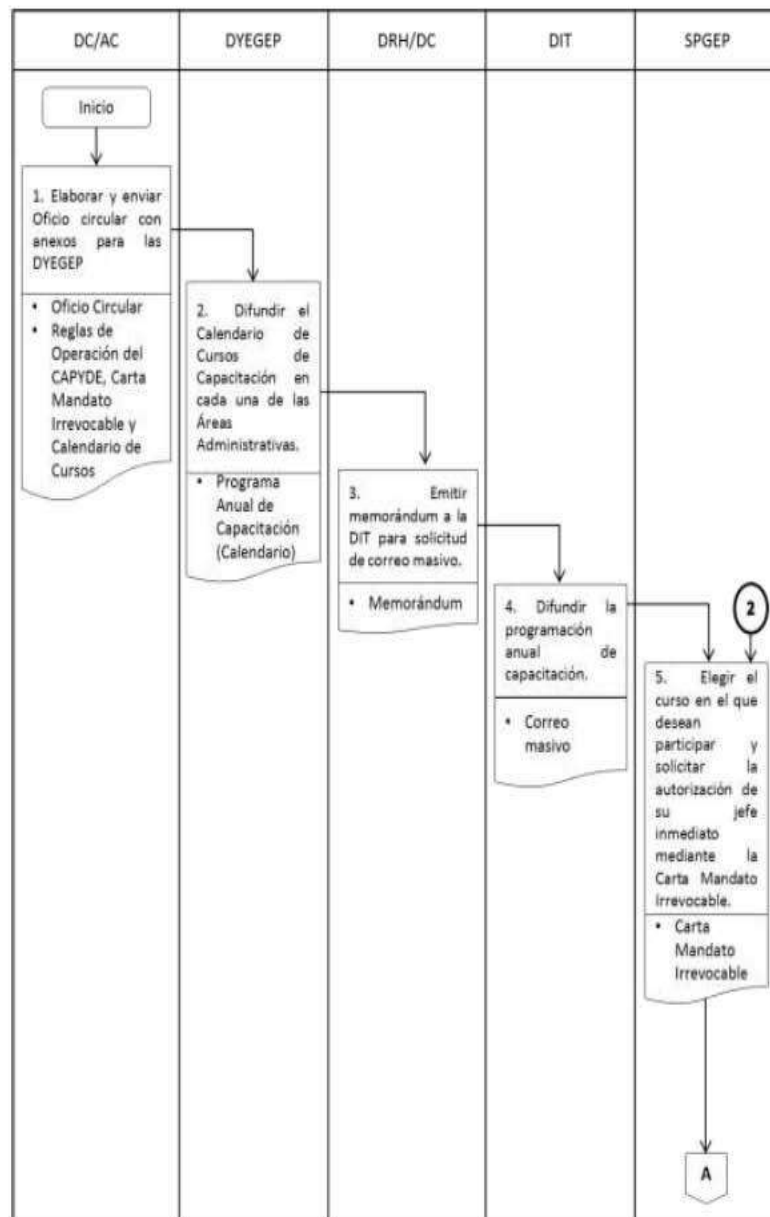 DC/AC
DYEGEP
DRH/DC
DIT
SPGEP
Inicio
1. Elaborar y enviar
Oficio circular con
anexos para las
DYEGEP
• Oficio Circular
• Reglas de
Operación del
CAPYDE, Carta
Mandato
Irrevocable y
Calendario de
Cursos
2. Difundir el
Calendario de
Cursos de
Capacitación en
cada una de las
Áreas
Administrativas.
• Programa
Anual de
Capacitación
(Calendario)
3. Emitir
memorándum a la
DIT para solicitud
de correo masivo.
• Memorándum
4. Difundir la
programación
anual de
capacitación.
• Correo
masivo
2
5. Elegir el
curso en el que
desean
participar y
solicitar la
autorización de
su jefe
inmediato
mediante la
Carta Mandato
Irrevocable.
• Carta
Mandato
Irrevocable
A